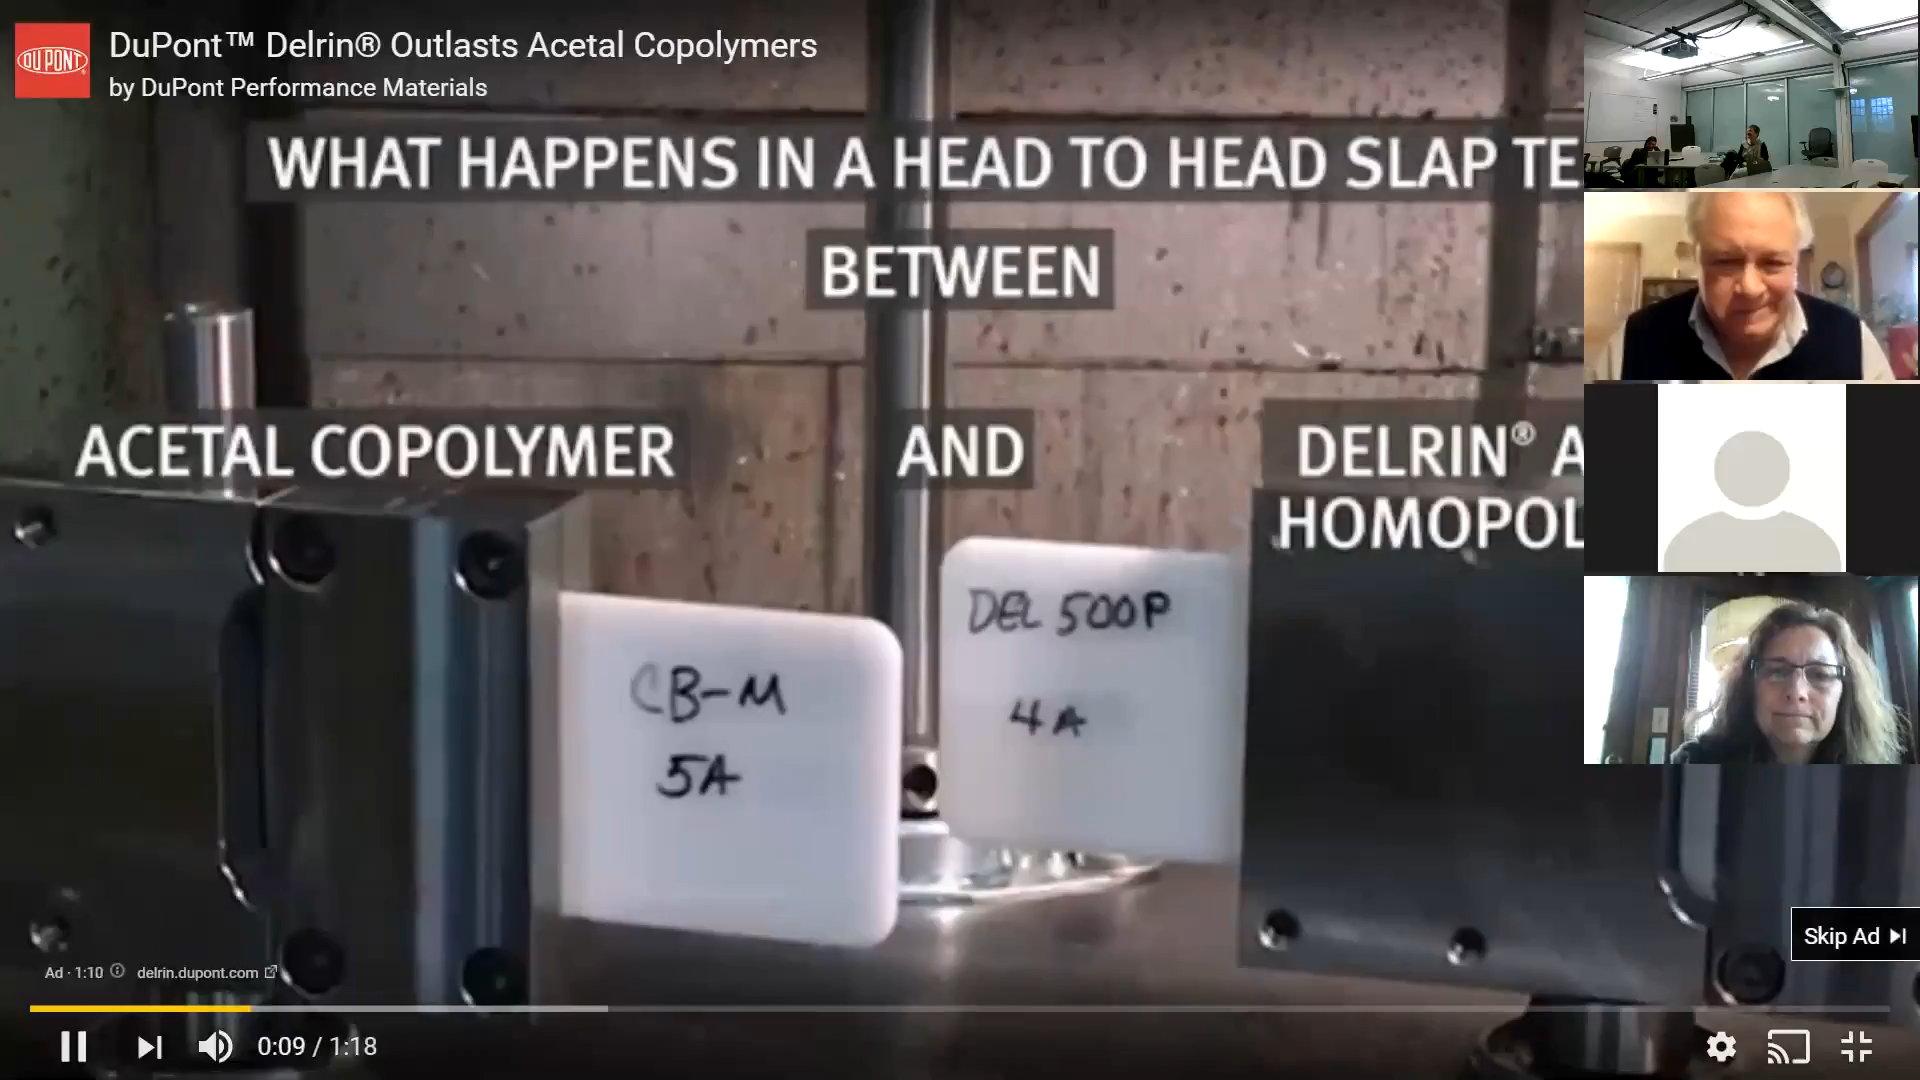 DU PONT
DuPont™ Delrin® Outlasts Acetal Copolymers
by DuPont Performance Materials
WHAT HAPPENS IN A HEAD TO HEAD SLAP TE
BETWEEN
ACETAL COPOLYMER AND DELRIN® A
HOMOPOL
DEL 500P
4A
CB-M
5A
Skip Ad
Ad · 1:10 delrin.dupont.com
0:09 / 1:18